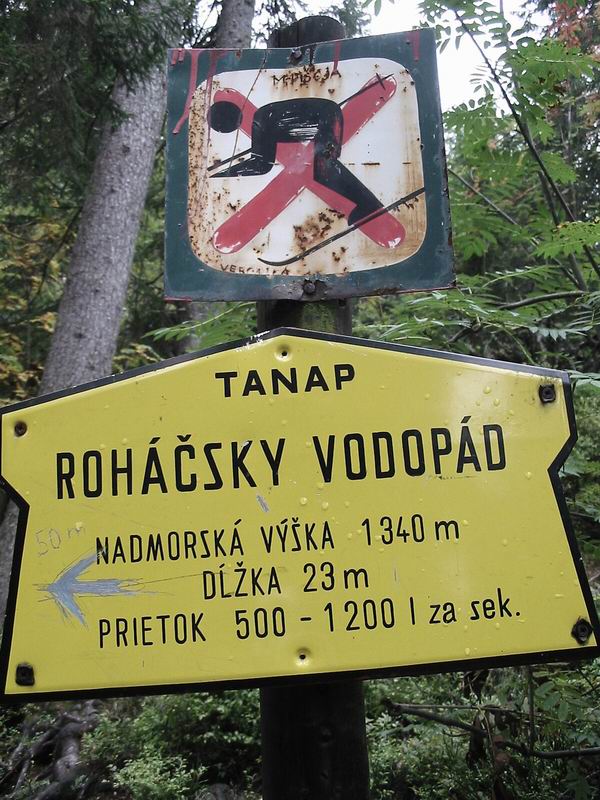 TANAP
ROHÁČSKY VODOPÁD
50 m
NADMORSKÁ VÝŠKA 1340 m
DĹŽKA 23 m
PRIETOK 500 - 1200 l za sek.